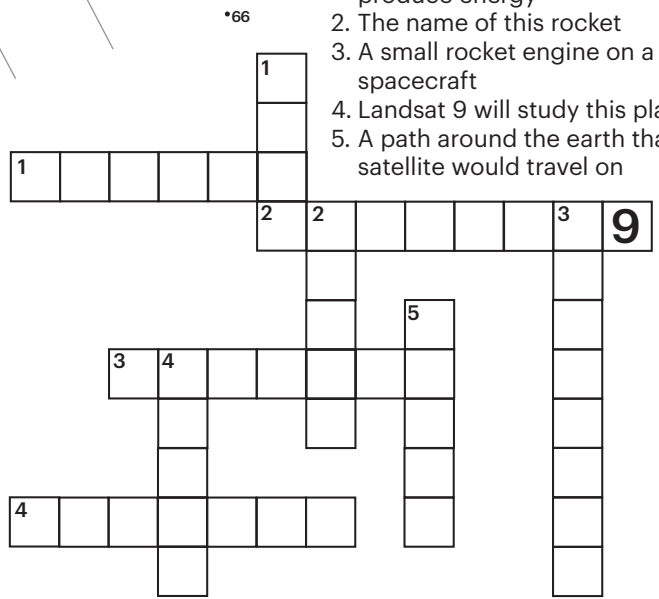 produce energy
•66
2. The name of this rocket
3. A small rocket engine on a
spacecraft
4. Landsat 9 will study this
5. A path around the earth
satellite would travel on
1
1
2 2 3 9
5
3 4
4